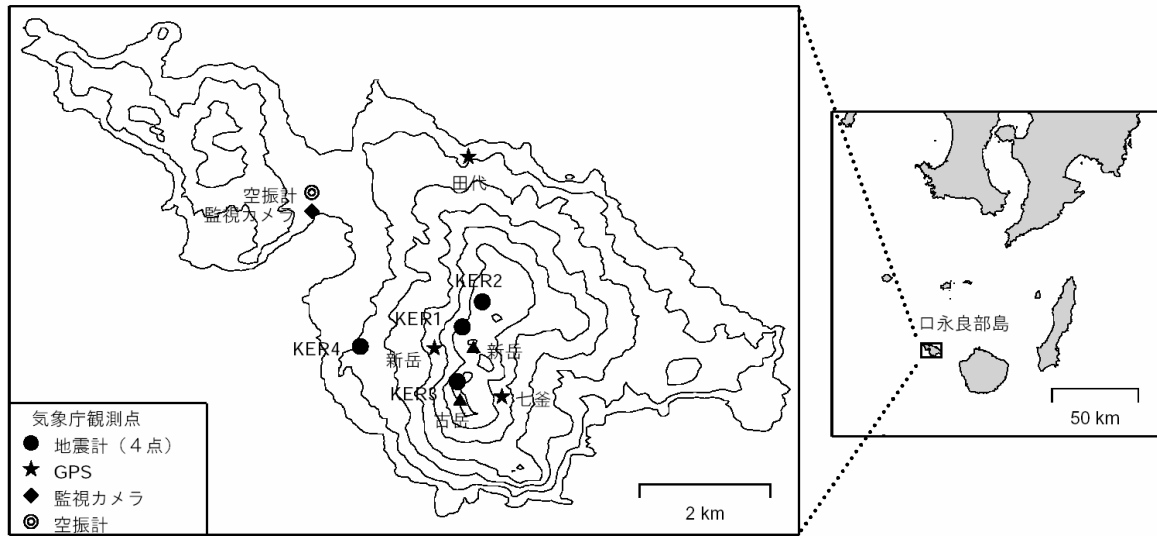 空振計
監視カメラ
田代
KER2
KER1
KER4
新岳
新岳
KER3
七釜
古岳
気象庁観測点
地震計（４点）
GPS
監視カメラ
空振計
2 km
口永良部島
50 km